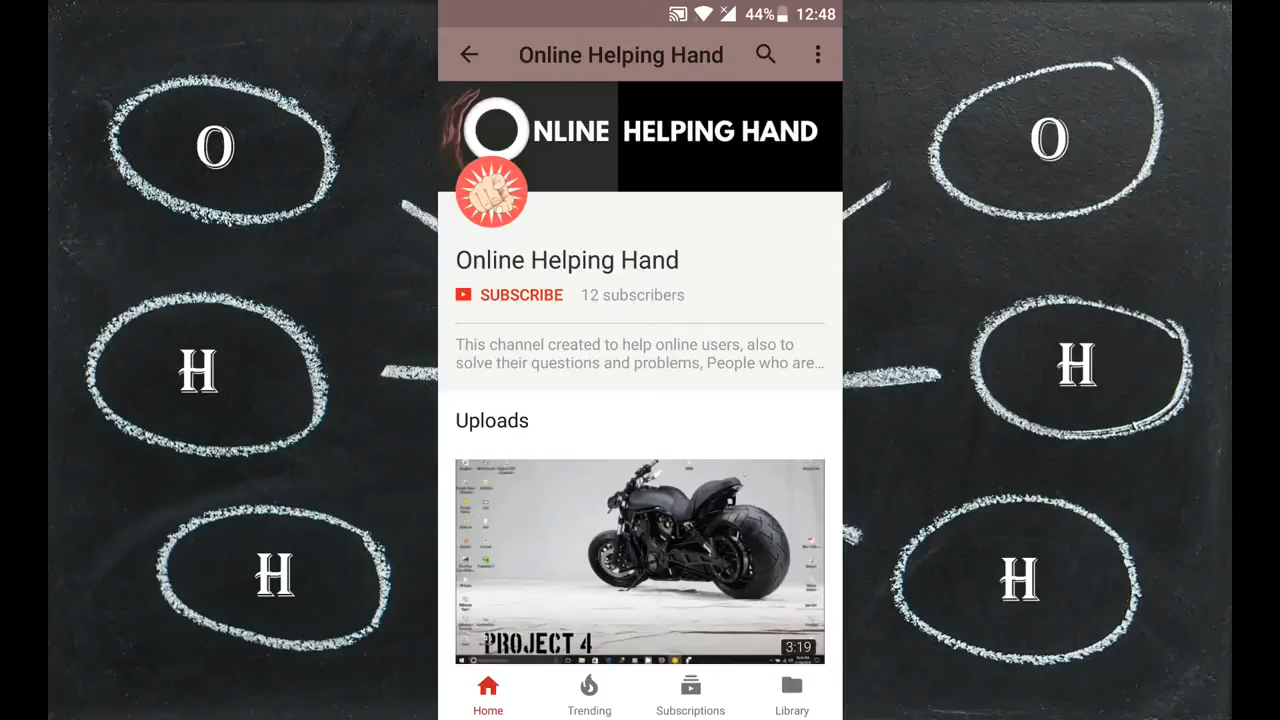 44% 12:48
Online Helping Hand
ONLINE HELPING HAND
Online Helping Hand
SUBSCRIBE 12 subscribers
This channel created to help online users, also to
solve their questions and problems, People who are...
Uploads
PROJECT 4
3:19
Home Trending Subscriptions Library
O
H
H
O
H
H